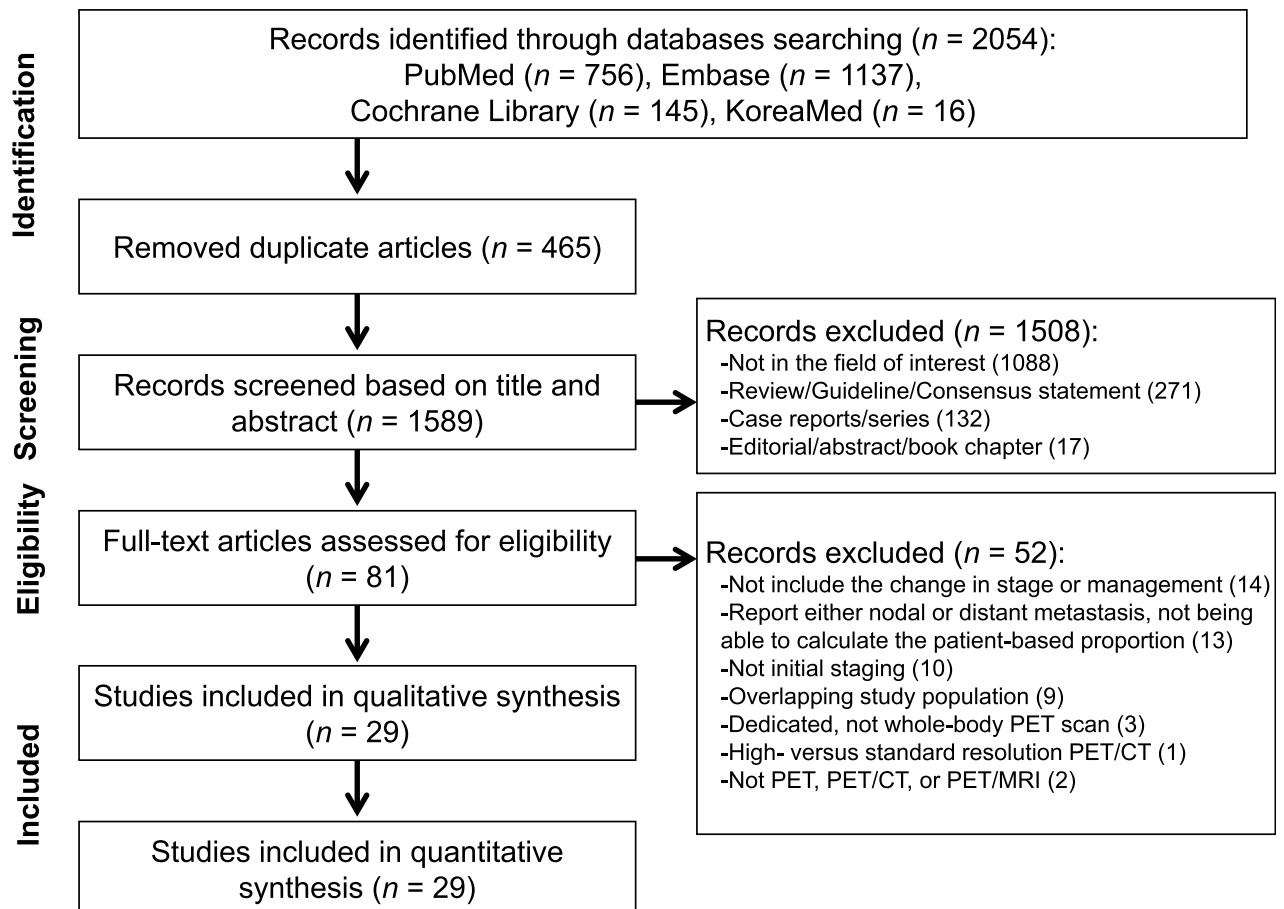 Identification
Records identified through databases searching (n = 2054):
PubMed (n = 756), Embase (n = 1137),
Cochrane Library (n = 145), KoreaMed (n = 16)
Removed duplicate articles (n = 465)
Screening
Records screened based on title and
abstract (n = 1589)
Records excluded (n = 1508):
-Not in the field of interest (1088)
-Review/Guideline/Consensus statement (271)
-Case reports/series (132)
-Editorial/abstract/book chapter (17)
Eligibility
Full-text articles assessed for eligibility
(n = 81)
Records excluded (n = 52):
-Not include the change in stage or management (14)
-Report either nodal or distant metastasis, not being
able to calculate the patient-based proportion (13)
-Not initial staging (10)
-Overlapping study population (9)
-Dedicated, not whole-body PET scan (3)
-High- versus standard resolution PET/CT (1)
-Not PET, PET/CT, or PET/MRI (2)
Included
Studies included in qualitative synthesis
(n = 29)
Studies included in quantitative
synthesis (n = 29)